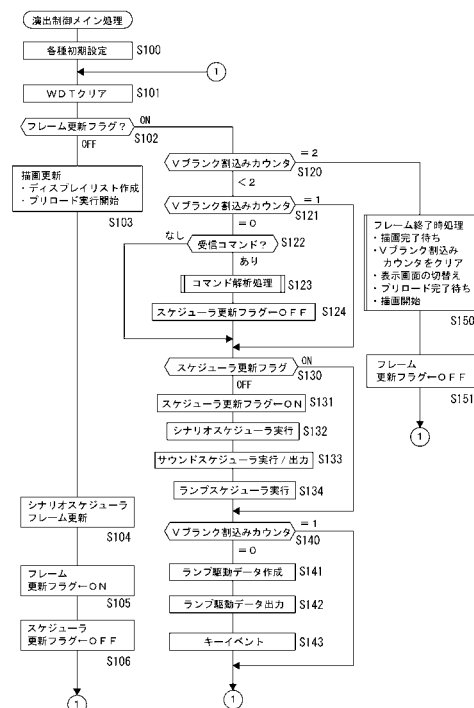 演出制御メイン処理
各種初期設定 S100
1
WDTクリア S101
フレーム更新フラグ? ON
S102
OFF
描画更新
・ディスプレイリスト作成
・プリロード実行開始
S103
シナリオスケジューラ
フレーム更新
S104
フレーム
更新フラグ←ON
S105
スケジューラ
更新フラグ←OFF
S106
1
Vブランク割込みカウンタ =2
S120
<2
Vブランク割込みカウンタ =1
S121
=0
なし 受信コマンド? S122
あり
コマンド解析処理 S123
スケジューラ更新フラグ←OFF S124
スケジューラ更新フラグ ON
S130
OFF
スケジューラ更新フラグ←ON S131
シナリオスケジューラ実行 S132
サウンドスケジューラ実行/出力 S133
ランプスケジューラ実行 S134
Vブランク割込みカウンタ =1
S140
=0
ランプ駆動データ作成 S141
ランプ駆動データ出力 S142
キーイベント S143
1
フレーム終了時処理
・描画完了待ち
・Vブランク割込み
カウンタをクリア
・表示画面の切替え
・プリロード完了待ち
・描画開始
S150
フレーム
更新フラグ←OFF
S151
1